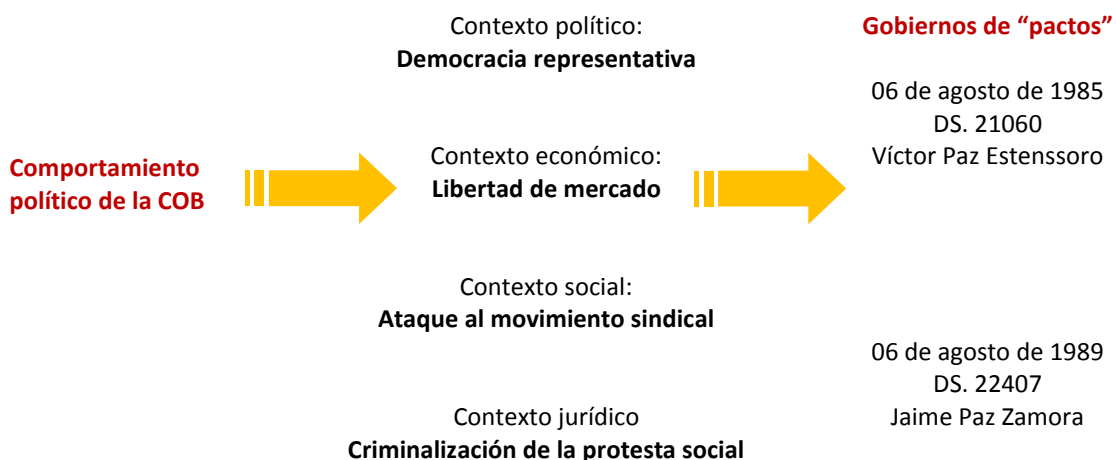 Comportamiento
político de la COB
Contexto político:
Democracia representativa
Contexto económico:
Libertad de mercado
Contexto social:
Ataque al movimiento sindical
Contexto jurídico
Criminalización de la protesta social
Gobiernos de “pactos”
06 de agosto de 1985
DS. 21060
Víctor Paz Estenssoro
06 de agosto de 1989
DS. 22407
Jaime Paz Zamora